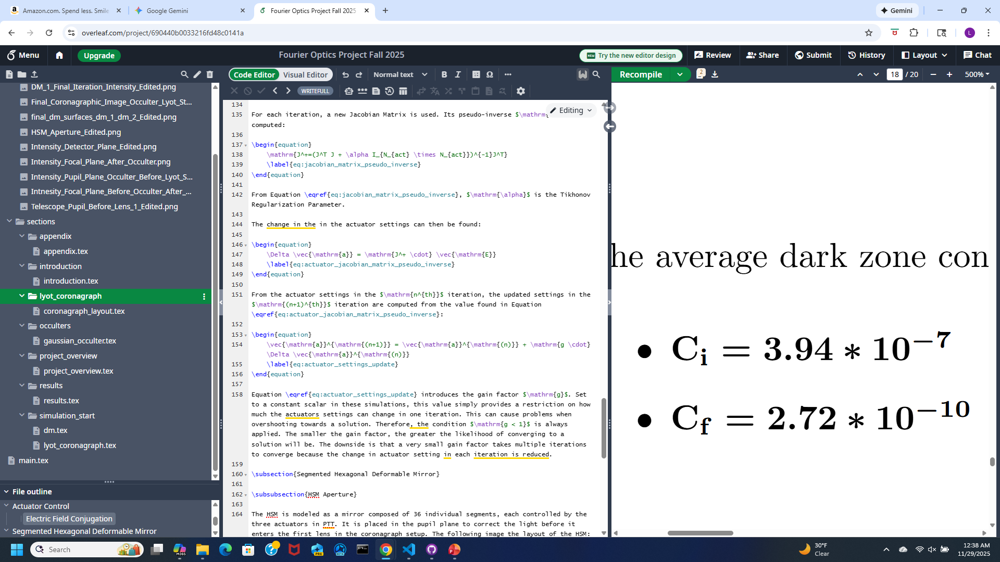 Amazon.com. Spend less. Smile
Google Gemini
Fourier Optics Project Fall 2025
Gemini
overleaf.com/project/690440b0033216fd48c0141a
L
Menu
Upgrade
Fourier Optics Project Fall 2025
NEW Try the new editor design
Review
Share
Submit
History
Layout
Chat
Code Editor
Visual Editor
Normal text
B I Ω
Recompile
2
18 / 20
500%
WRITEFULL
Editing
DM_1_Final_Iteration_Intensity_Edited.png
Final_Coronagraphic_Image_Occulter_Lyot_St...
final_dm_surfaces_dm_1_dm_2_Edited.png
HSM_Aperture_Edited.png
Intensity_Detector_Plane_Edited.png
Intensity_Focal_Plane_After_Occulter.png
Intensity_Pupil_Plane_Occulter_Before_Lyot_S...
Intnesity_Focal_Plane_Before_Occulter_After_...
Telescope_Pupil_Before_Lens_1_Edited.png
sections
appendix
appendix.tex
introduction
introduction.tex
lyot_coronagraph
coronagraph_layout.tex
occulters
gaussian_occulter.tex
project_overview
project_overview.tex
results
results.tex
simulation_start
dm.tex
lyot_coronagraph.tex
main.tex
File outline
Actuator Control
Electric Field Conjugation
Segmented Hexagonal Deformable Mirror
134
135 For each iteration, a new Jacobian Matrix is used. Its pseudo-inverse $\mathrm{
computed:
136
137 \begin{equation}
138 \mathrm{J^+=(J^T J + \alpha I_{N_{act} \times N_{act}})^{-1}J^T}
139 \label{eq:jacobian_matrix_pseudo_inverse}
140 \end{equation}
141
142 From Equation \eqref{eq:jacobian_matrix_pseudo_inverse}, $\mathrm{\alpha}$ is the Tikhonov
Regularization Parameter.
143
144 The change in the in the actuator settings can then be found:
145
146 \begin{equation}
147 \Delta \vec{\mathrm{a}} = \mathrm{J^+ \cdot} \vec{\mathrm{E}}
148 \label{eq:actuator_jacobian_matrix_pseudo_inverse}
149 \end{equation}
150
151 From the actuator settings in the $\mathrm{n^{th}}$ iteration, the updated settings in the
$\mathrm{(n+1)^{th}}$ iteration are computed from the value found in Equation
\eqref{eq:actuator_jacobian_matrix_pseudo_inverse}:
152
153 \begin{equation}
154 \vec{\mathrm{a}}^{\mathrm{(n+1)}} = \vec{\mathrm{a}}^{\mathrm{(n)}} + \mathrm{g \cdot}
\Delta \vec{\mathrm{a}}^{\mathrm{(n)}}
155 \label{eq:actuator_settings_update}
156 \end{equation}
157
158 Equation \eqref{eq:actuator_settings_update} introduces the gain factor $\mathrm{g}$. Set
to a constant scalar in these simulations, this value simply provides a restriction on how
much the actuators settings can change in one iteration. This can cause problems when
overshooting towards a solution. Therefore, the condition $\mathrm{g < 1}$ is always
applied. The smaller the gain factor, the greater the likelihood of converging to a
solution will be. The downside is that a very small gain factor takes multiple iterations
to converge because the change in actuator setting in each iteration is reduced.
159
160 \subsection{Segmented Hexagonal Deformable Mirror}
161
162 \subsubsection{HSM Aperture}
163
164 The HSM is modeled as a mirror composed of 36 individual segments, each controlled by the
three actuators in PTT. It is placed in the pupil plane to correct the light before it
enters the first lens in the coronagraph setup. The following image the layout of the HSM:
he average dark zone con
• C_i = 3.94 * 10^{-7}
• C_f = 2.72 * 10^{-10}
Search
M365
PRE
BETA
30°F
Clear
12:38 AM
11/29/2025